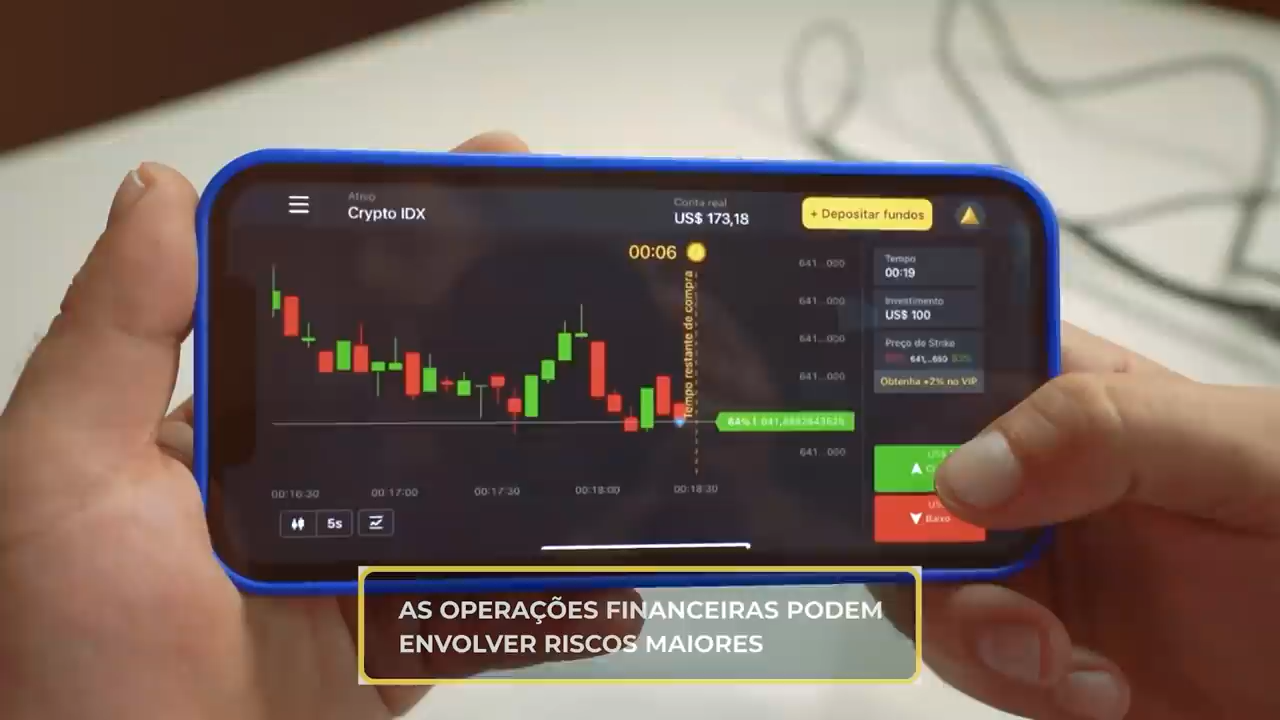 Ativo
Crypto IDX
Conta real
US$ 173,18
+ Depositar fundos
00:06
Tempo restante de compra
641...000
641...000
641...000
641...000
641...000
Tempo
00:19
Investimento
US$ 100
Preço de Strike
Obtenha +2% no VIP
Baixo
00:16:30
00:17:00
00:17:30
00:18:00
00:18:30
5s
AS OPERAÇÕES FINANCEIRAS PODEM
ENVOLVER RISCOS MAIORES